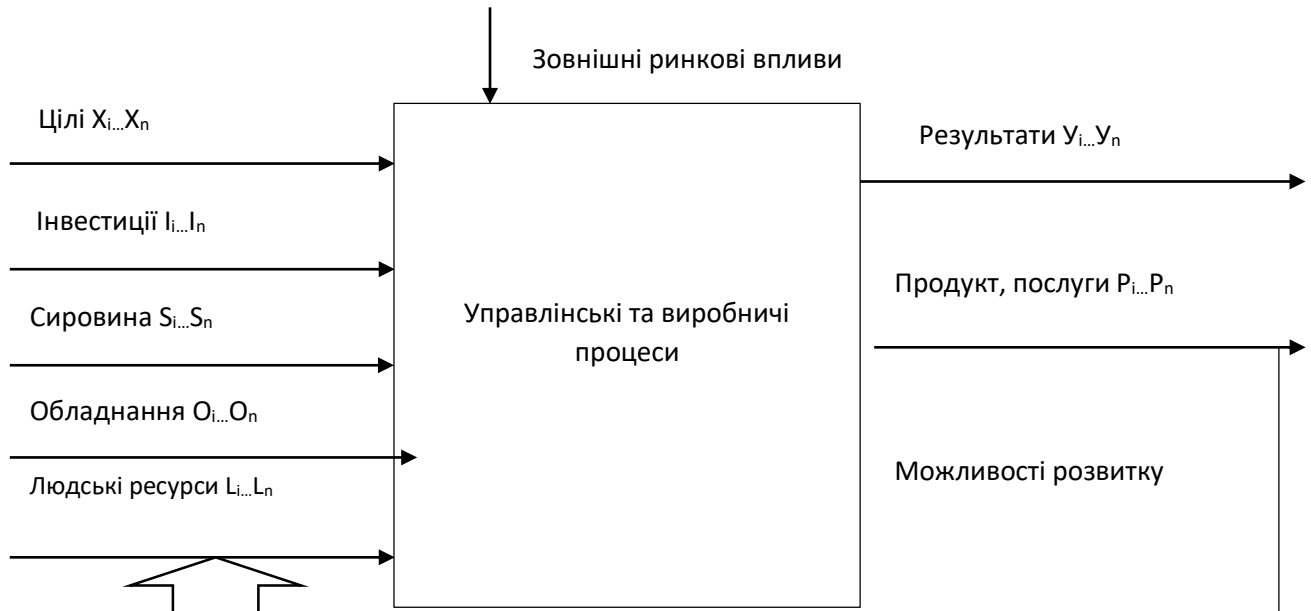 Зовнішні ринкові впливи
Цілі Xi…Xn
Інвестиції Ii…In
Сировина Si…Sn
Обладнання Oi…On
Людські ресурси Li…Ln
Управлінські та виробничі
процеси
Результати Уi…Уn
Продукт, послуги Pi…Pn
Можливості розвитку